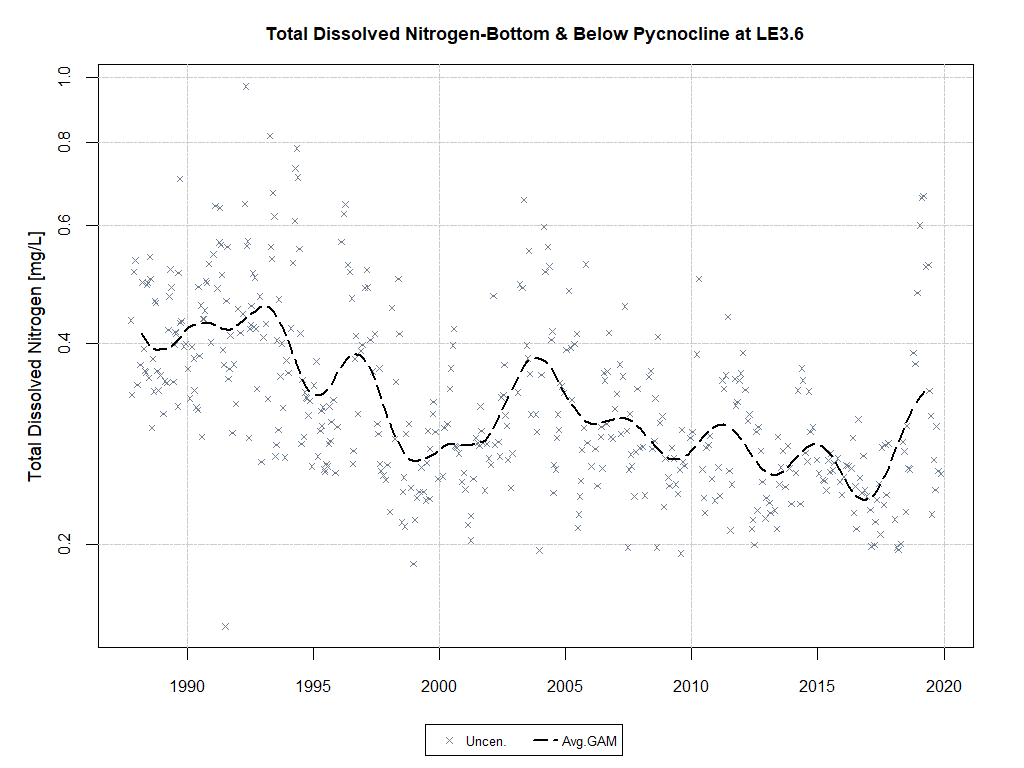 Total Dissolved Nitrogen-Bottom & Below Pycnocline at LE3.6
Total Dissolved Nitrogen [mg/L]
1.0
0.8
0.6
0.4
0.2
1990 1995 2000 2005 2010 2015 2020
Uncen. Avg.GAM